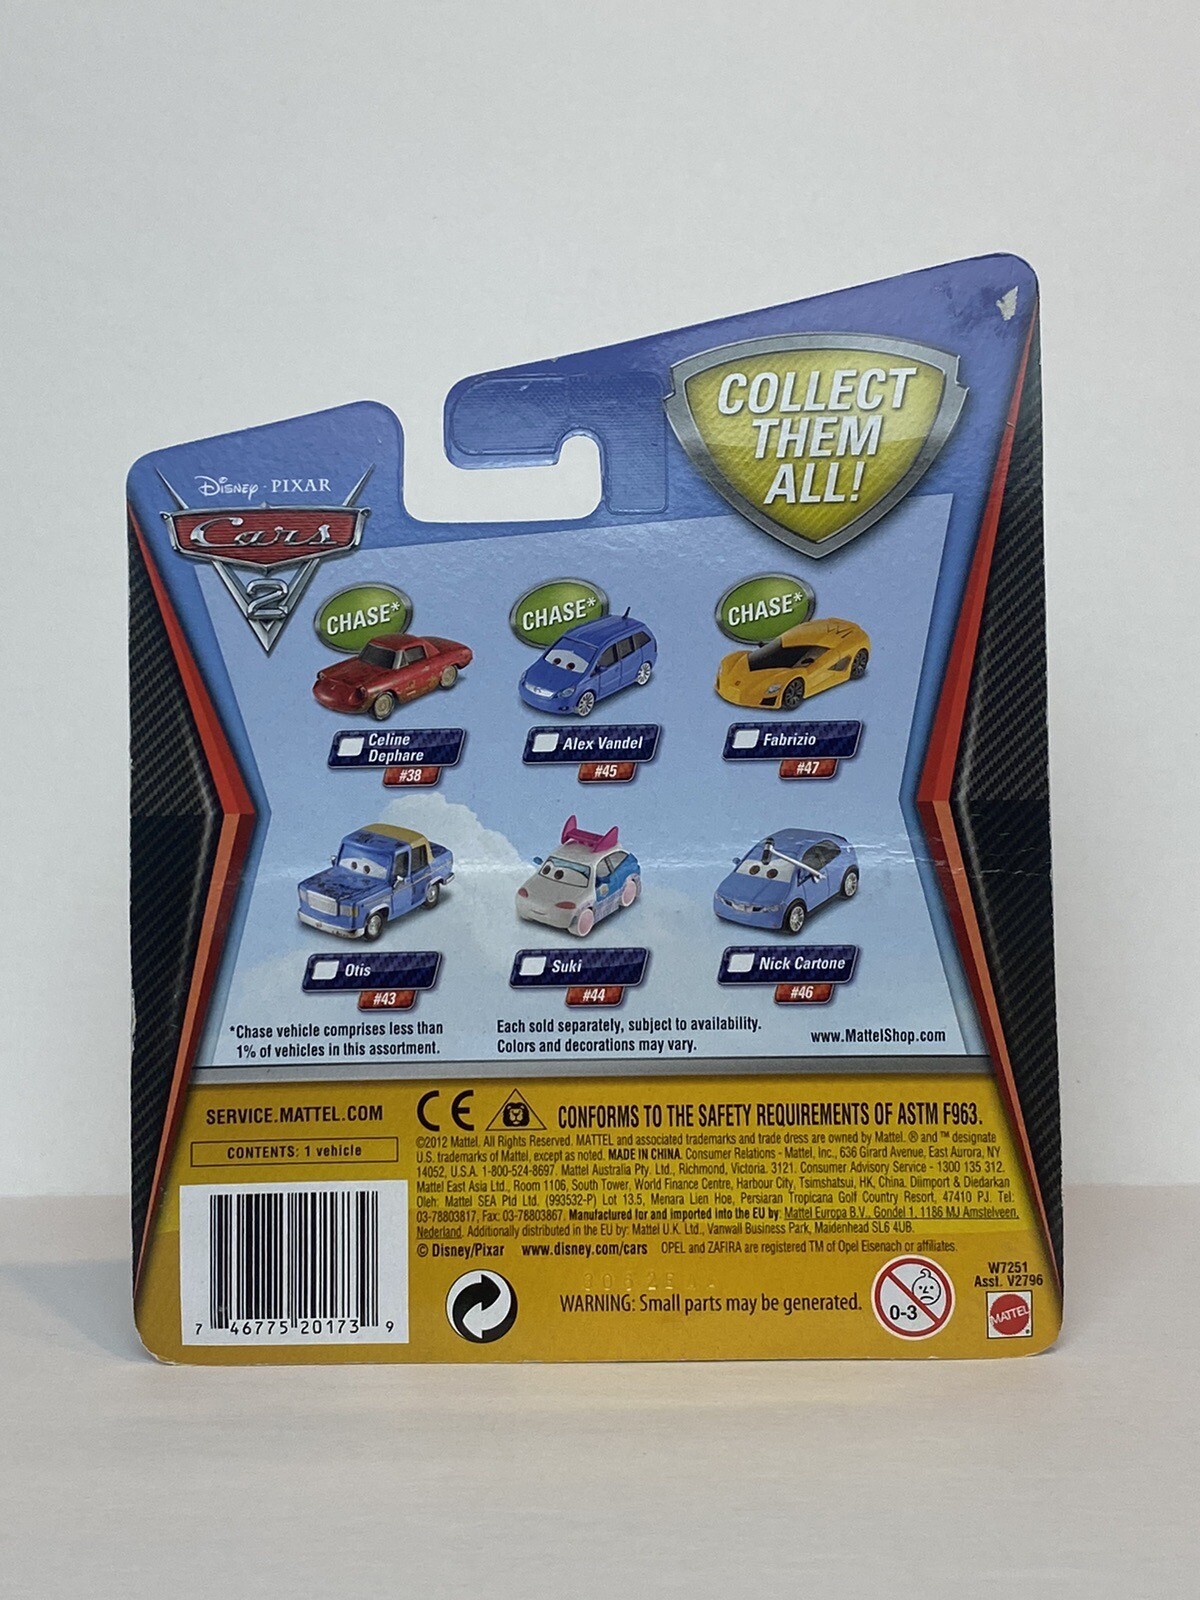 COLLECT
THEM
ALL!
Disney · PIXAR
Cars
2
CHASE*
CHASE*
CHASE*
Celine
Dephare
#38
Alex Vandel
#45
Fabrizio
#47
Otis
#43
Suki
#44
Nick Cartone
#46
*Chase vehicle comprises less than
1% of vehicles in this assortment.
Each sold separately, subject to availability.
Colors and decorations may vary.
www.MattelShop.com
SERVICE.MATTEL.COM
CONTENTS: 1 vehicle
CE
CONFORMS TO THE SAFETY REQUIREMENTS OF ASTM F963.
©2012 Mattel. All Rights Reserved. MATTEL and associated trademarks and trade dress are owned by Mattel. ® and ™ designate
U.S. trademarks of Mattel, except as noted. MADE IN CHINA. Consumer Relations - Mattel, Inc., 636 Girard Avenue, East Aurora, NY
14052, U.S.A. 1-800-524-8697. Mattel Australia Pty. Ltd., Richmond, Victoria. 3121. Consumer Advisory Service - 1300 135 312.
Mattel East Asia Ltd., Room 1106, South Tower, World Finance Centre, Harbour City, Tsimshatsui, HK, China. Diimport & Diedarkan
Oleh: Mattel SEA Ptd Ltd. (993532-P) Lot 13.5, Menara Lien Hoe, Persiaran Tropicana Golf Country Resort, 47410 PJ. Tel:
03-78803817, Fax: 03-78803867. Manufactured for and imported into the EU by: Mattel Europa B.V., Gondel 1, 1186 MJ Amstelveen,
Nederland. Additionally distributed in the EU by: Mattel U.K. Ltd., Vanwall Business Park, Maidenhead SL6 4UB.
© Disney/Pixar www.disney.com/cars OPEL and ZAFIRA are registered TM of Opel Eisenach or affiliates.
WARNING: Small parts may be generated.
0-3
W7251
Asst. V2796
MATTEL
7 46775 20173 9